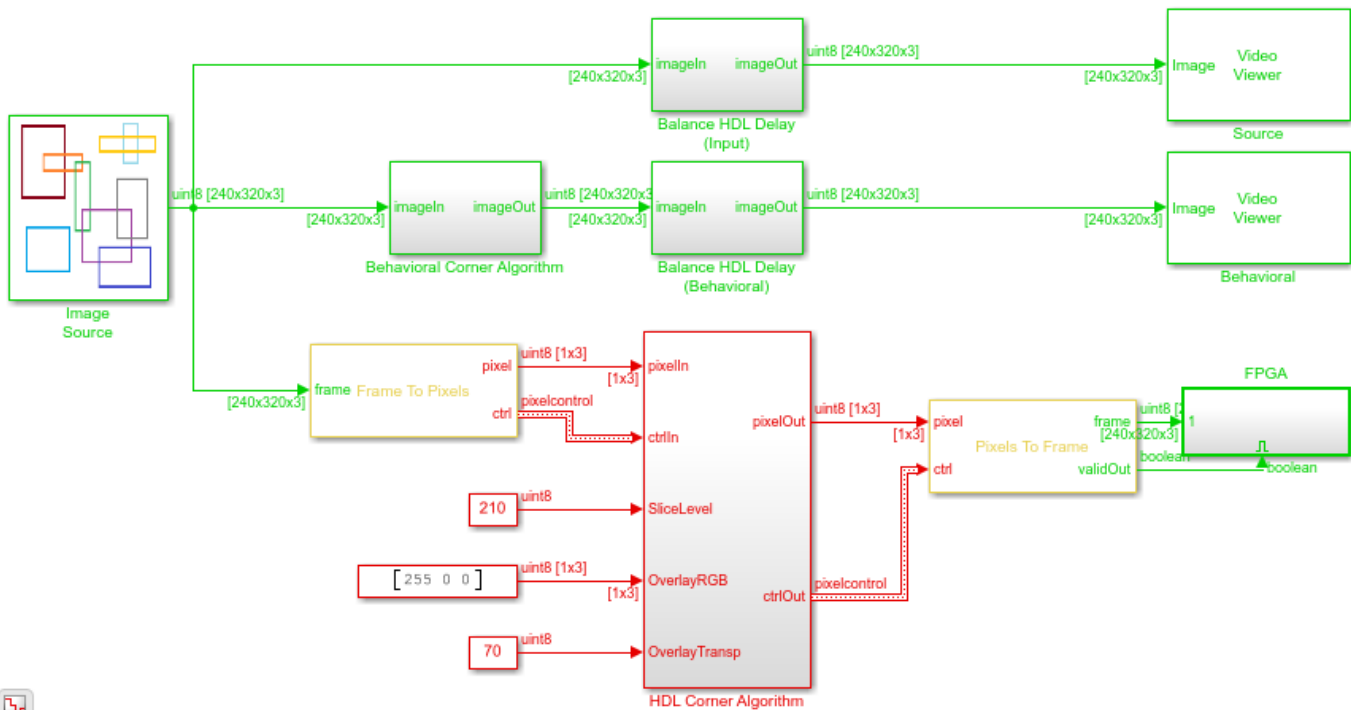 uint8 [240x320x3]
imageIn imageOut
[240x320x3]
[240x320x3]
Image
Video
Viewer
Balance HDL Delay
(Input)
Source
Image
Source
uint8 [240x320x3]
[240x320x3]
imageIn imageOut
Behavioral Corner Algorithm
uint8 [240x320x3
[240x320x3]
imageIn imageOut
Balance HDL Delay
(Behavioral)
uint8 [240x320x3]
[240x320x3]
Image
Video
Viewer
Behavioral
[240x320x3]
frame
Frame To Pixels
pixel
ctrl
uint8 [1x3]
[1x3]
pixelcontrol
210
uint8
[255 0 0]
uint8 [1x3]
[1x3]
70
uint8
pixelIn
ctrlIn
SliceLevel
OverlayRGB
OverlayTransp
pixelOut
ctrlOut
HDL Corner Algorithm
uint8 [1x3]
[1x3]
pixelcontrol
pixel
ctrl
Pixels To Frame
frame
validOut
uint8 [2
[240x320x3]
boolean
FPGA
1
boolean